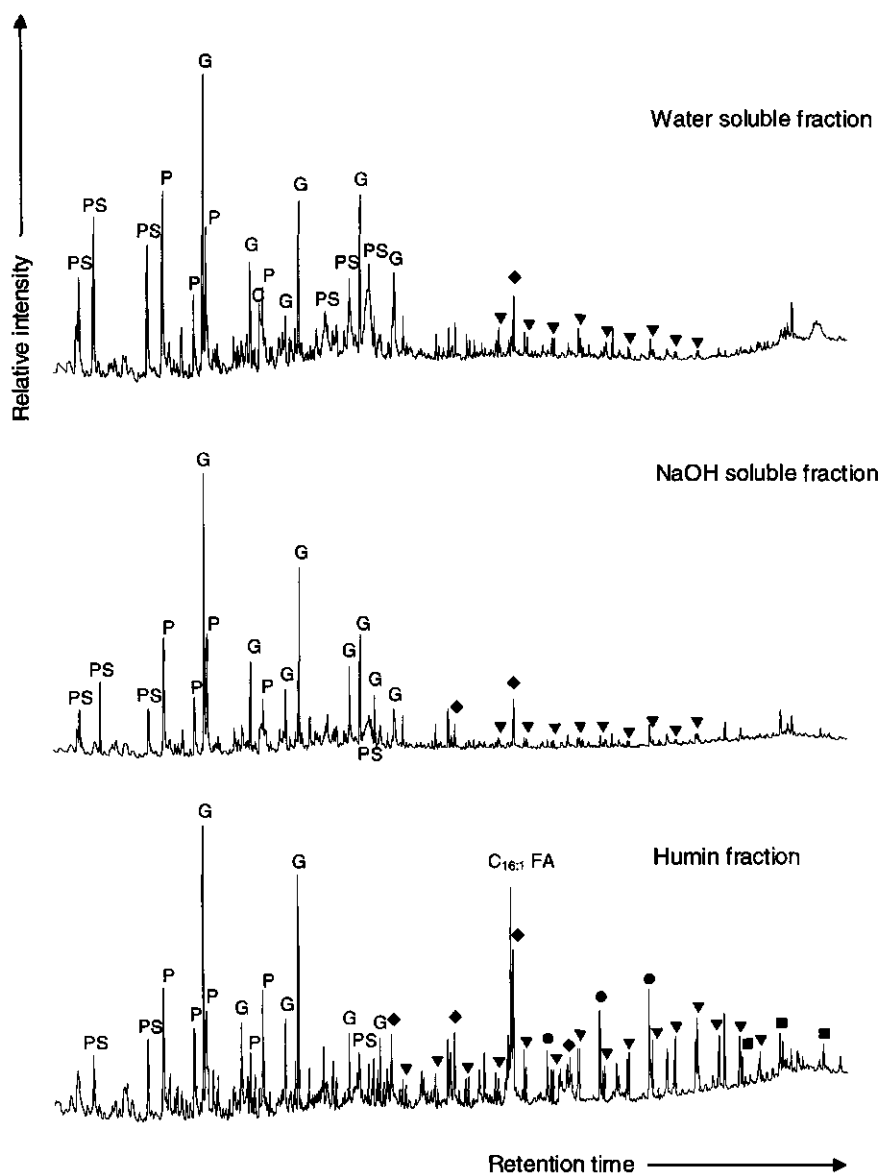 Relative intensity
Water soluble fraction
G
PS
P
PS
P
PS
P
G
C
P
G
G
PS
PS
G
PS
G
NaOH soluble fraction
G
PS
PS
PS
P
P
P
G
P
G
G
G
G
PS
G
G
Humin fraction
G
PS
PS
P
P
P
G
P
P
G
G
G
PS
G
C16:1 FA
Retention time